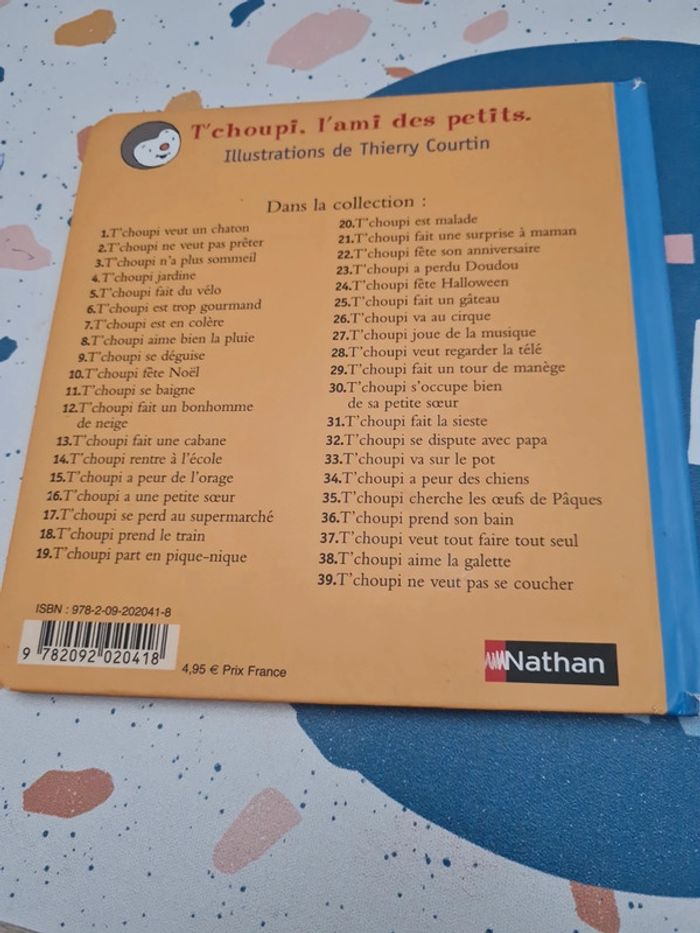 T'choupi, l'ami des petits.
Illustrations de Thierry Courtin
Dans la collection :
1.T'choupi veut un chaton
2.T'choupi ne veut pas prêter
3.T'choupi n'a plus sommeil
4.T'choupi jardine
5.T'choupi fait du vélo
6.T'choupi est trop gourmand
7.T'choupi est en colère
8.T'choupi aime bien la pluie
9.T'choupi se déguise
10.T'choupi fête Noël
11.T'choupi se baigne
12.T'choupi fait un bonhomme
de neige
13.T'choupi fait une cabane
14.T'choupi rentre à l'école
15.T'choupi a peur de l'orage
16.T'choupi a une petite sœur
17.T'choupi se perd au supermarché
18.T'choupi prend le train
19.T'choupi part en pique-nique
20.T'choupi est malade
21.T'choupi fait une surprise à maman
22.T'choupi fête son anniversaire
23.T'choupi a perdu Doudou
24.T'choupi fête Halloween
25.T'choupi fait un gâteau
26.T'choupi va au cirque
27.T'choupi joue de la musique
28.T'choupi veut regarder la télé
29.T'choupi fait un tour de manège
30.T'choupi s'occupe bien
de sa petite sœur
31.T'choupi fait la sieste
32.T'choupi se dispute avec papa
33.T'choupi va sur le pot
34.T'choupi a peur des chiens
35.T'choupi cherche les œufs de Pâques
36.T'choupi prend son bain
37.T'choupi veut tout faire tout seul
38.T'choupi aime la galette
39.T'choupi ne veut pas se coucher
ISBN : 978-2-09-202041-8
9 782092 020418
4,95 € Prix France
Nathan